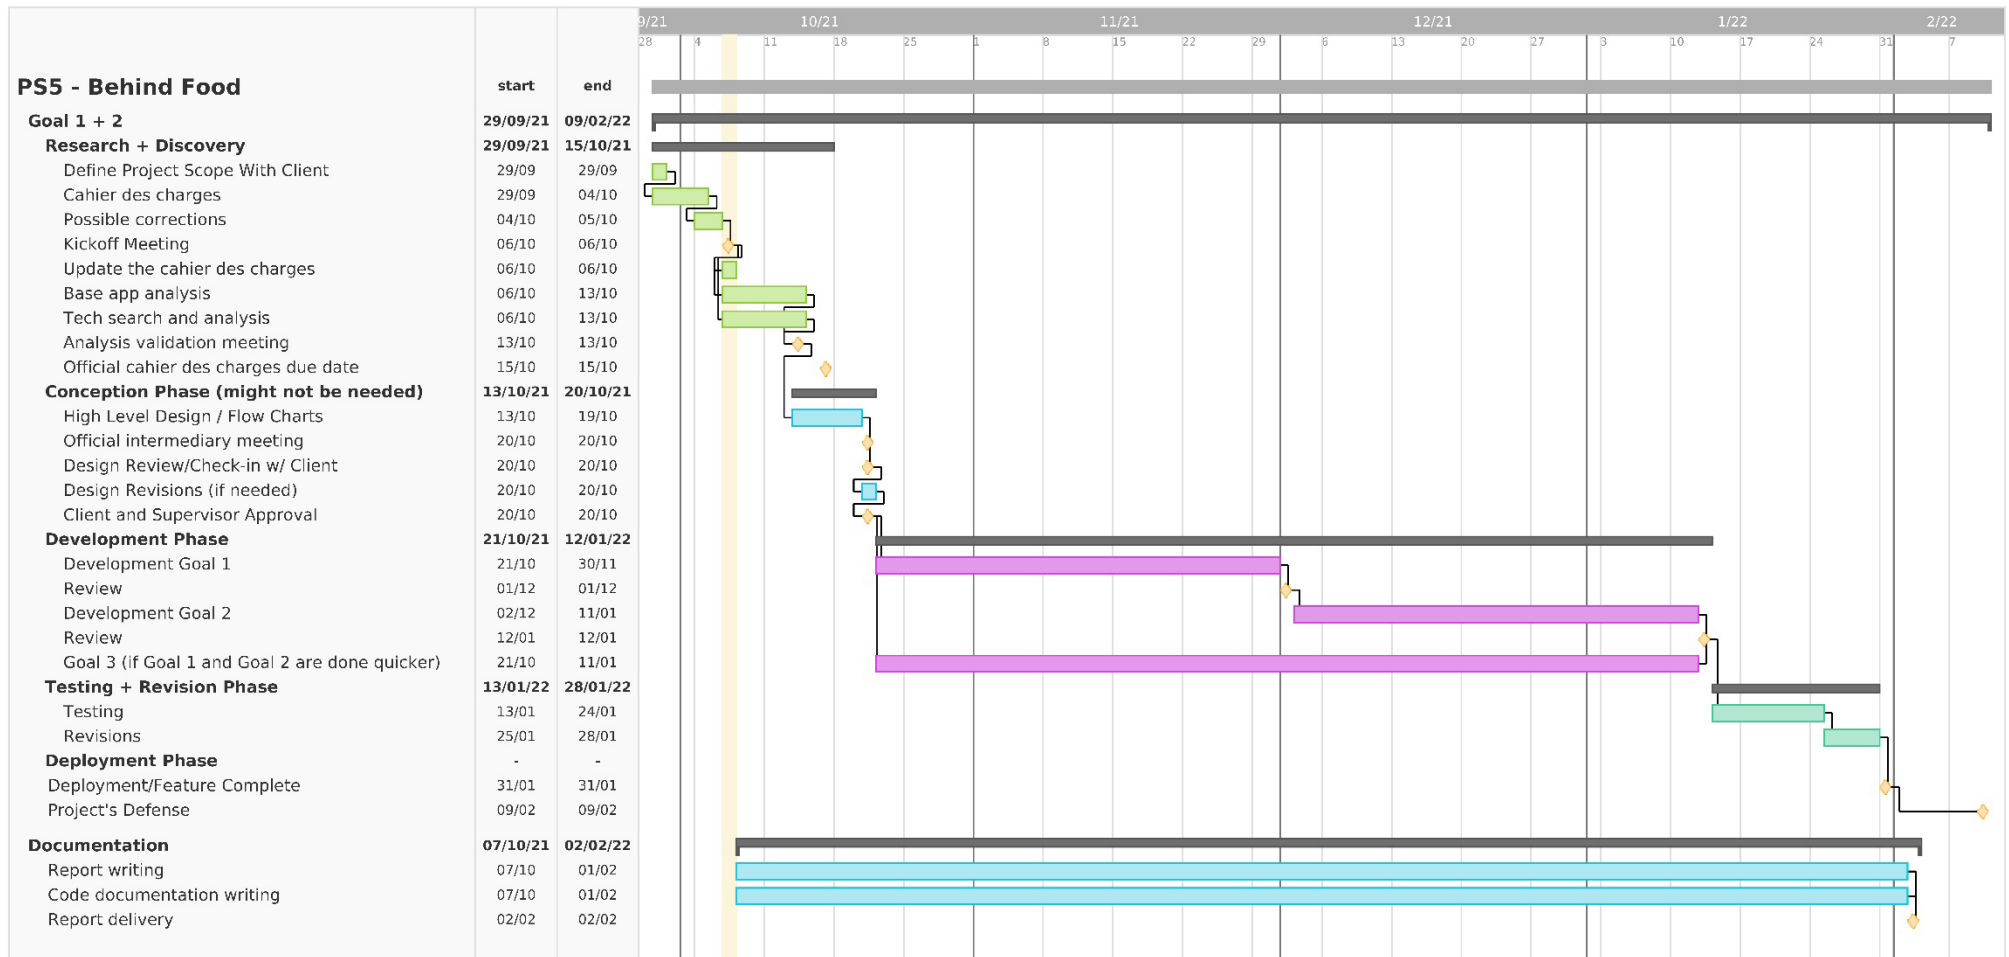 9/21 10/21 11/21 12/21 1/22 2/22
28 4 11 18 25 1 8 15 22 29 6 13 20 27 3 10 17 24 31 7
PS5 - Behind Food start end
Goal 1 + 2 29/09/21 09/02/22
Research + Discovery 29/09/21 15/10/21
Define Project Scope With Client 29/09 29/09
Cahier des charges 29/09 04/10
Possible corrections 04/10 05/10
Kickoff Meeting 06/10 06/10
Update the cahier des charges 06/10 06/10
Base app analysis 06/10 13/10
Tech search and analysis 06/10 13/10
Analysis validation meeting 13/10 13/10
Official cahier des charges due date 15/10 15/10
Conception Phase (might not be needed) 13/10/21 20/10/21
High Level Design / Flow Charts 13/10 19/10
Official intermediary meeting 20/10 20/10
Design Review/Check-in w/ Client 20/10 20/10
Design Revisions (if needed) 20/10 20/10
Client and Supervisor Approval 20/10 20/10
Development Phase 21/10/21 12/01/22
Development Goal 1 21/10 30/11
Review 01/12 01/12
Development Goal 2 02/12 11/01
Review 12/01 12/01
Goal 3 (if Goal 1 and Goal 2 are done quicker) 21/10 11/01
Testing + Revision Phase 13/01/22 28/01/22
Testing 13/01 24/01
Revisions 25/01 28/01
Deployment Phase - -
Deployment/Feature Complete 31/01 31/01
Project's Defense 09/02 09/02
Documentation 07/10/21 02/02/22
Report writing 07/10 01/02
Code documentation writing 07/10 01/02
Report delivery 02/02 02/02